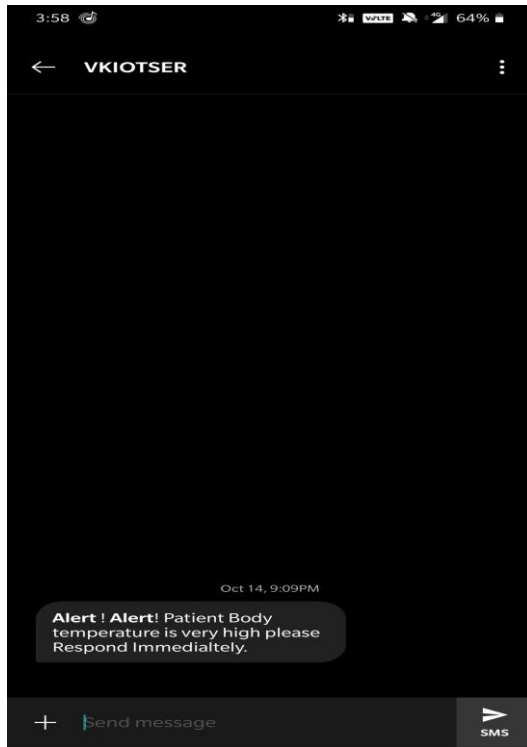 3:58 VoLTE 4G 64%
VKIOTSER
Oct 14, 9:09PM
Alert ! Alert! Patient Body
temperature is very high please
Respond Immedialtely.
Send message
SMS